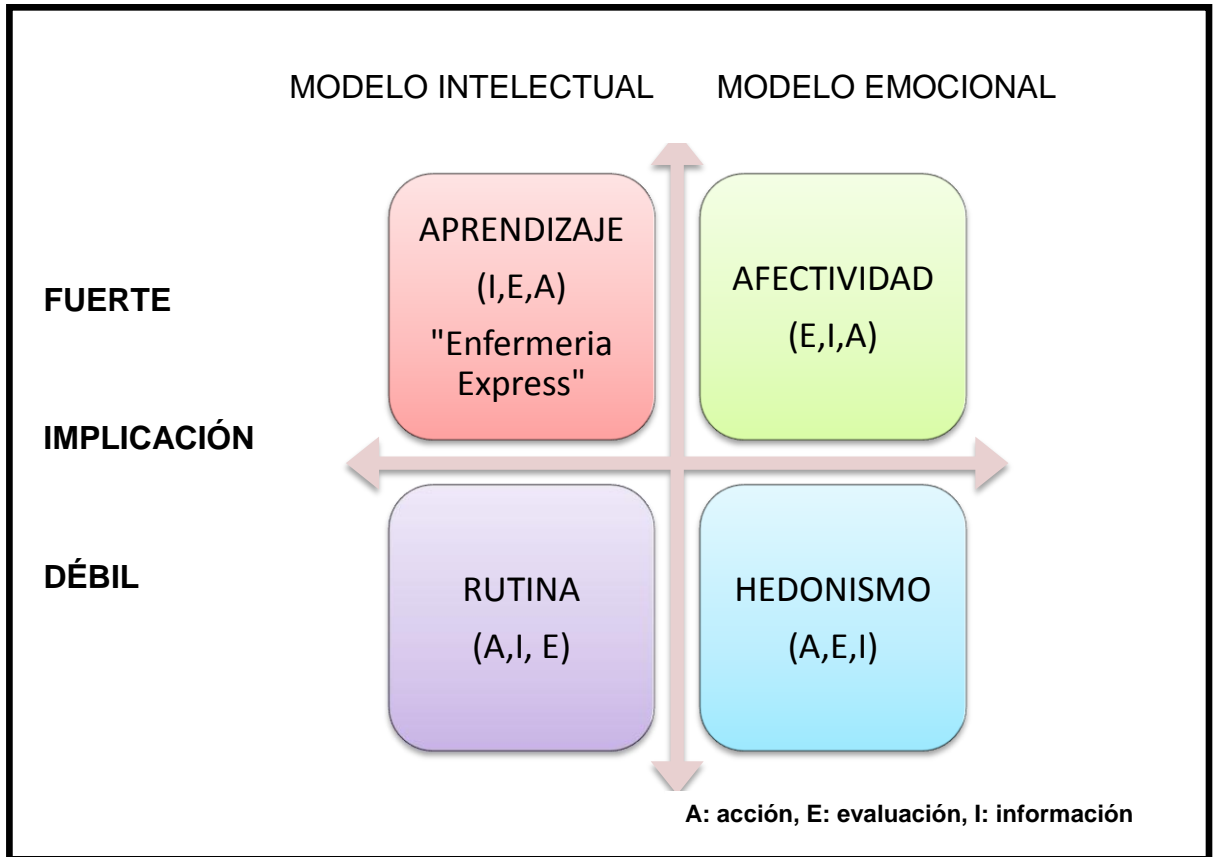 MODELO INTELECTUAL
MODELO EMOCIONAL
FUERTE
IMPLICACIÓN
DÉBIL
APRENDIZAJE
(I,E,A)
"Enfermeria
Express"
AFECTIVIDAD
(E,I,A)
RUTINA
(A,I, E)
HEDONISMO
(A,E,I)
A: acción, E: evaluación, I: información